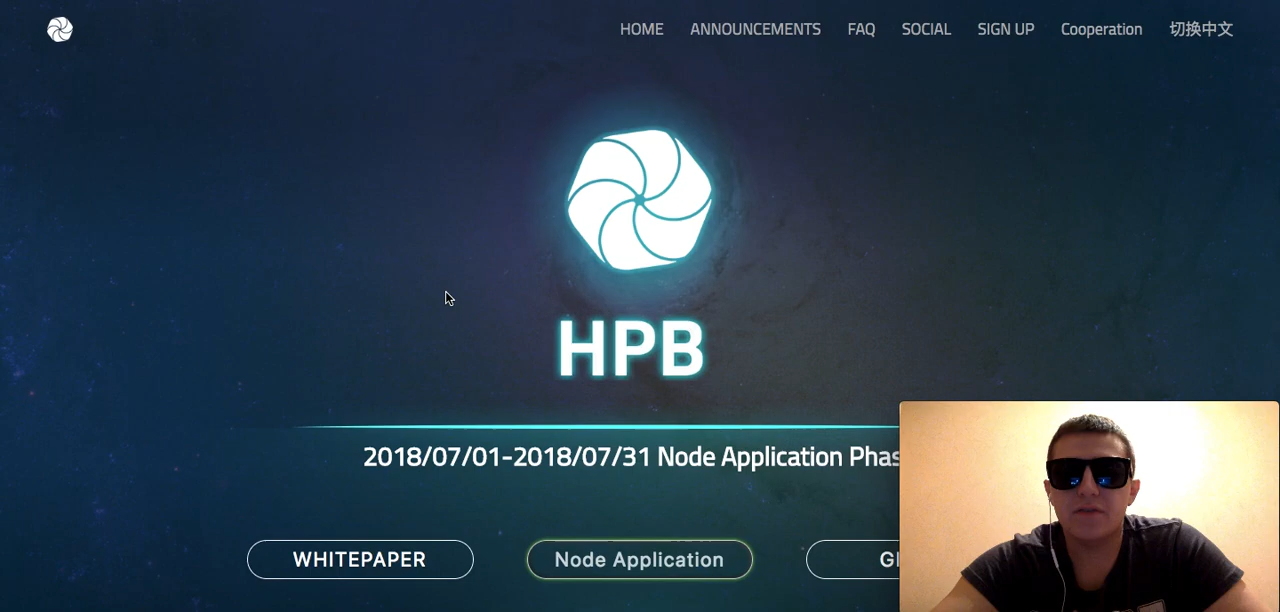 HOME ANNOUNCEMENTS FAQ SOCIAL SIGN UP Cooperation 切换中文
HPB
2018/07/01-2018/07/31 Node Application
WHITEPAPER Node Application